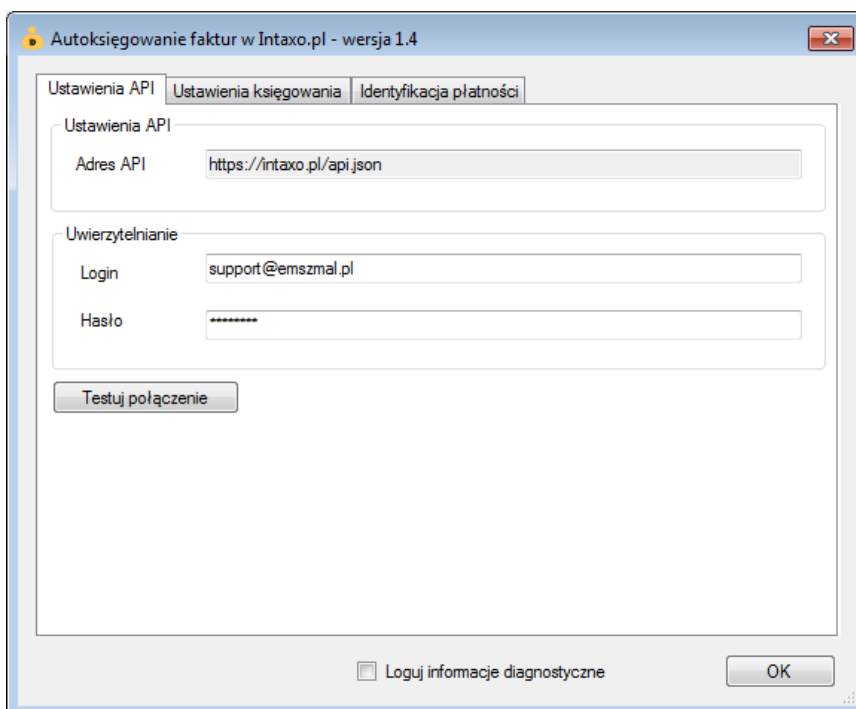 Autoksięgowanie faktur w Intaxo.pl - wersja 1.4
Ustawienia API Ustawienia księgowania Identyfikacja płatności
Ustawienia API
Adres API https://intaxo.pl/api.json
Uwierzytelnianie
Login support@emszmal.pl
Hasło ********
Testuj połączenie
Loguj informacje diagnostyczne OK